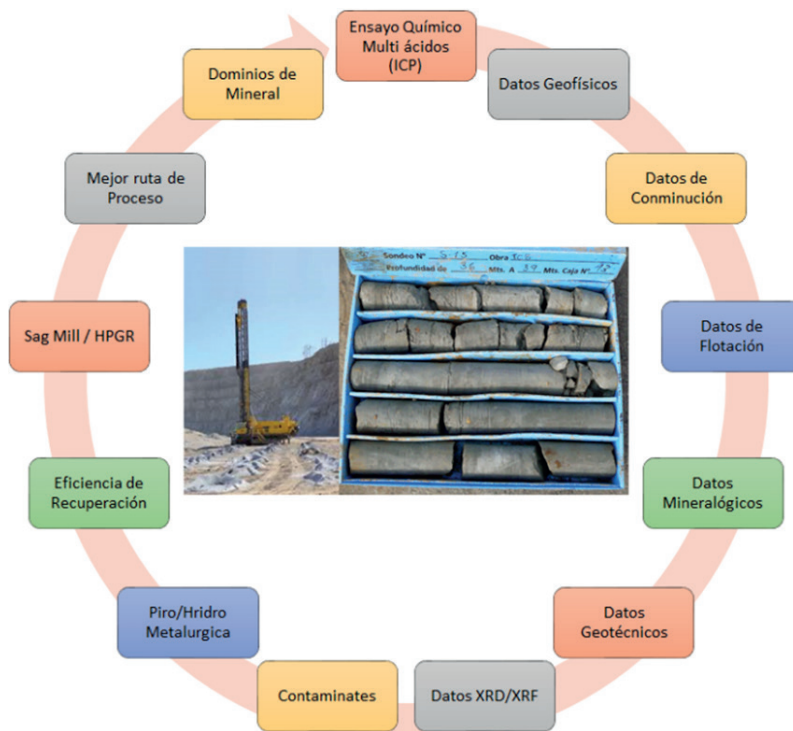 Ensayo Químico
Multi ácidos
(ICP)
Datos Geofísicos
Datos de
Conminución
Datos de
Flotación
Datos
Mineralógicos
Datos
Geotécnicos
Datos XRD/XRF
Contaminates
Piro/Hridro
Metalurgica
Eficiencia de
Recuperación
Sag Mill / HPGR
Mejor ruta de
Proceso
Dominios de
Mineral
Sondeo Nº Obra
Profundidad de Mts. A Mts. Caja Nº